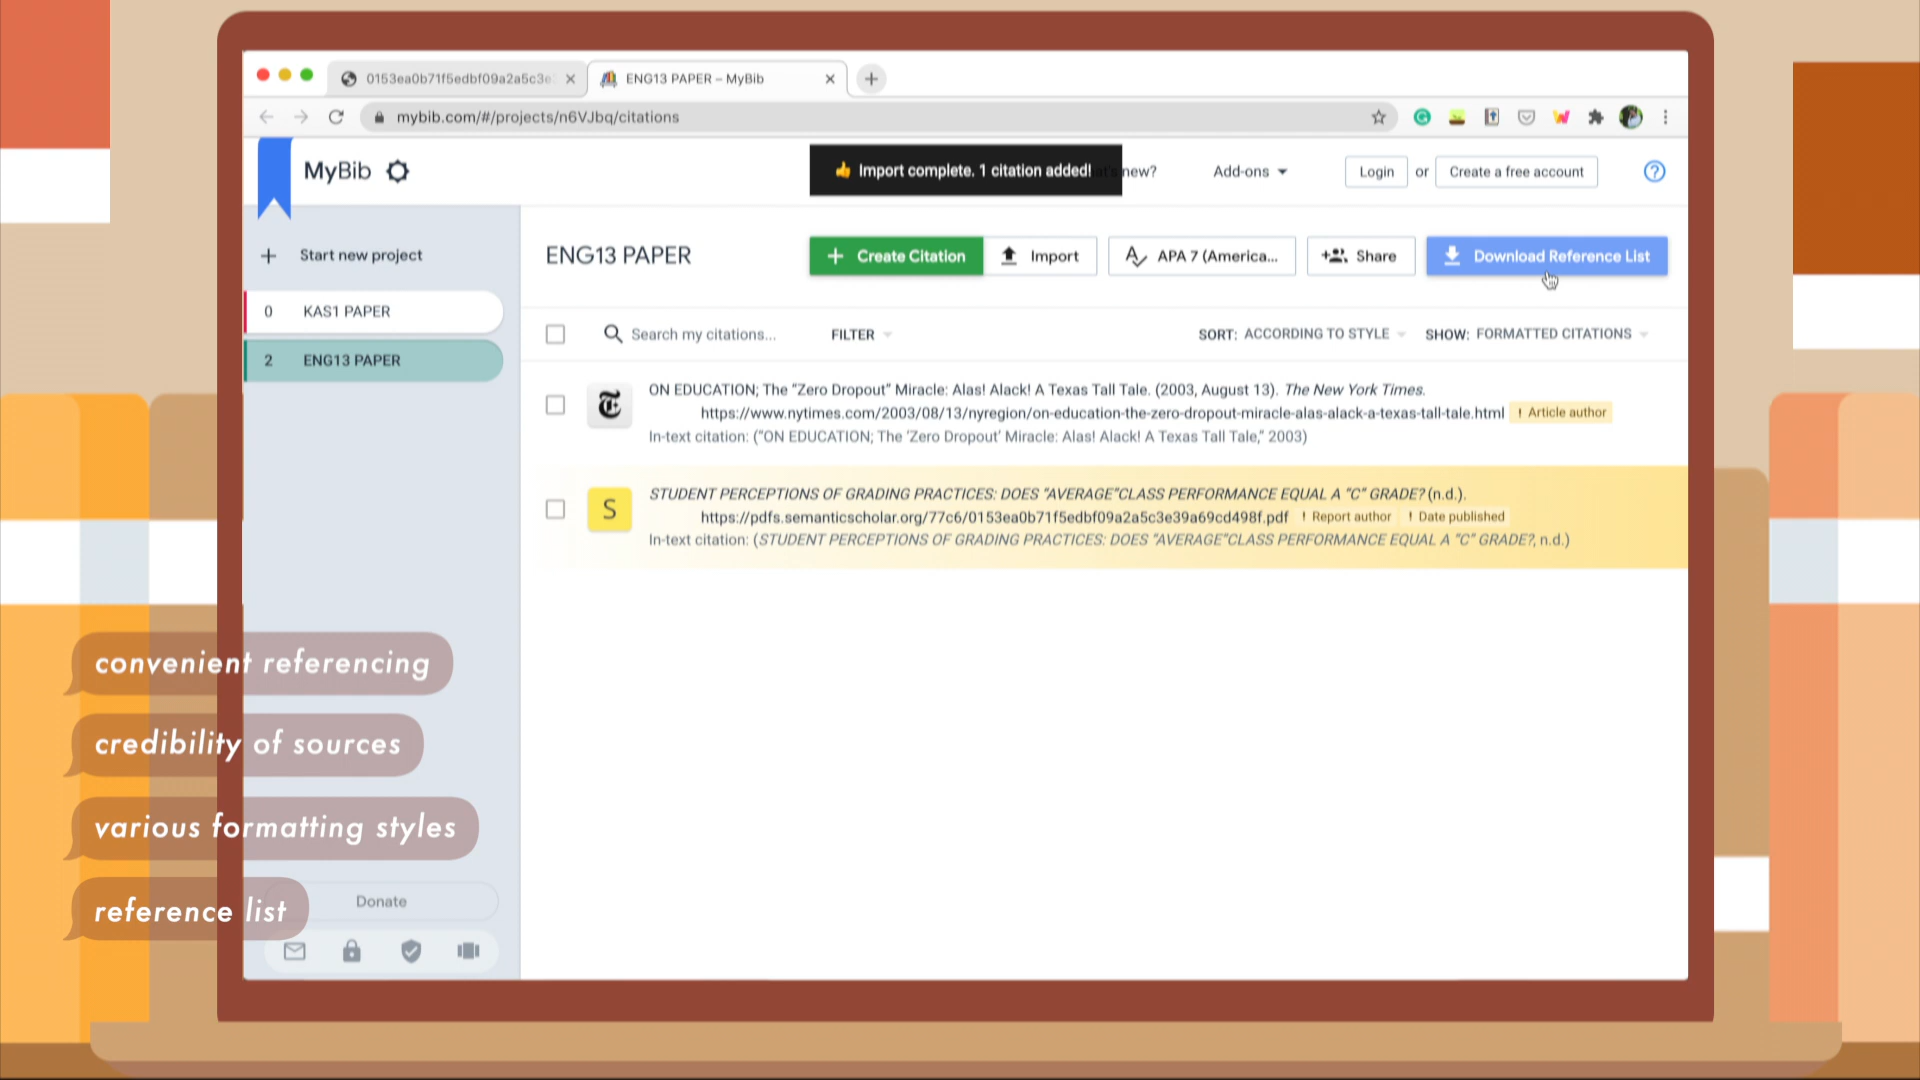 0153ea0b71f5edbf09a2a5c3e
ENG13 PAPER – MyBib
mybib.com/#/projects/n6VJbq/citations
MyBib
👍 Import complete. 1 citation added!
new?
Add-ons
Login or Create a free account
?
+ Start new project
0 KAS1 PAPER
2 ENG13 PAPER
ENG13 PAPER
+ Create Citation
Import
APA 7 (America...
Share
Download Reference List
Search my citations...
FILTER
SORT: ACCORDING TO STYLE
SHOW: FORMATTED CITATIONS
ON EDUCATION; The “Zero Dropout” Miracle: Alas! Alack! A Texas Tall Tale. (2003, August 13). The New York Times.
https://www.nytimes.com/2003/08/13/nyregion/on-education-the-zero-dropout-miracle-alas-alack-a-texas-tall-tale.html ! Article author
In-text citation: (“ON EDUCATION; The ‘Zero Dropout’ Miracle: Alas! Alack! A Texas Tall Tale,” 2003)
S
STUDENT PERCEPTIONS OF GRADING PRACTICES: DOES “AVERAGE”CLASS PERFORMANCE EQUAL A “C” GRADE? (n.d.).
https://pdfs.semanticscholar.org/77c6/0153ea0b71f5edbf09a2a5c3e39a69cd498f.pdf ! Report author ! Date published
In-text citation: (STUDENT PERCEPTIONS OF GRADING PRACTICES: DOES “AVERAGE”CLASS PERFORMANCE EQUAL A “C” GRADE?, n.d.)
convenient referencing
credibility of sources
various formatting styles
reference list
Donate